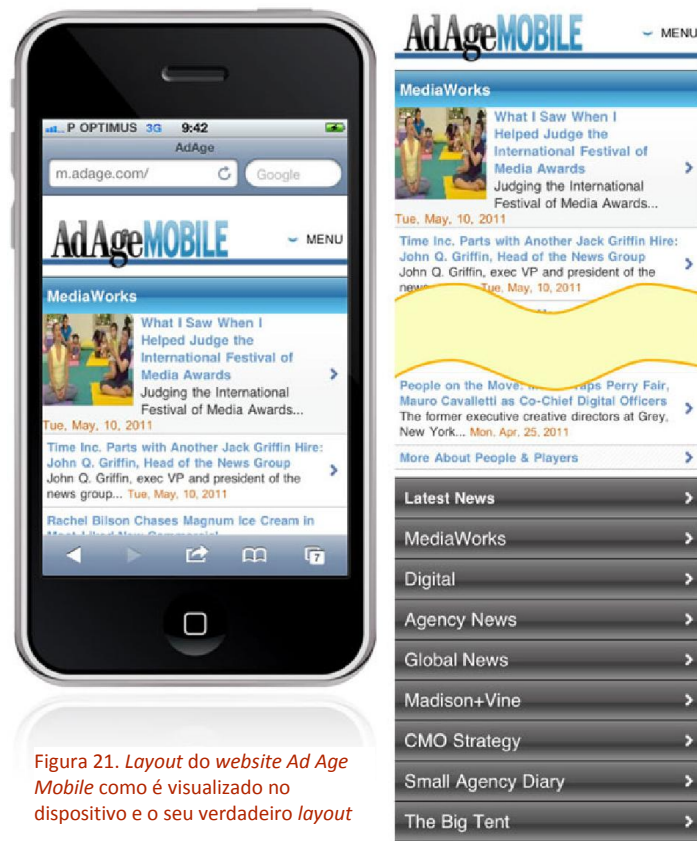 P OPTIMUS 3G 9:42
AdAge
m.adage.com/
Google
AdAgeMOBILE
MENU
MediaWorks
What I Saw When I
Helped Judge the
International Festival of
Media Awards
Judging the International
Festival of Media Awards...
Tue, May, 10, 2011
Time Inc. Parts with Another Jack Griffin Hire:
John Q. Griffin, Head of the News Group
John Q. Griffin, exec VP and president of the
news group... Tue, May, 10, 2011
Rachel Bilson Chases Magnum Ice Cream in
7
Figura 21. Layout do website Ad Age
Mobile como é visualizado no
dispositivo e o seu verdadeiro layout
AdAgeMOBILE
MENU
MediaWorks
What I Saw When I
Helped Judge the
International Festival of
Media Awards
Judging the International
Festival of Media Awards...
Tue, May, 10, 2011
Time Inc. Parts with Another Jack Griffin Hire:
John Q. Griffin, Head of the News Group
John Q. Griffin, exec VP and president of the
Tue, May, 10, 2011
People on the Move: Perry Fair,
Mauro Cavalletti as Co-Chief Digital Officers
The former executive creative directors at Grey,
New York... Mon, Apr, 25, 2011
More About People & Players
Latest News
MediaWorks
Digital
Agency News
Global News
Madison+Vine
CMO Strategy
Small Agency Diary
The Big Tent